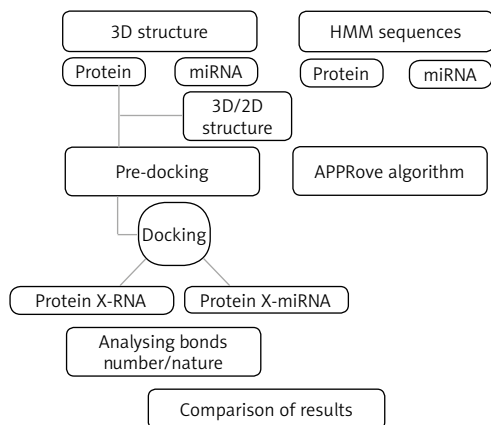 3D structure
HMM sequences
Protein
miRNA
Protein
miRNA
3D/2D
structure
Pre-docking
APPRove algorithm
Docking
Protein X-RNA
Protein X-miRNA
Analysing bonds
number/nature
Comparison of results